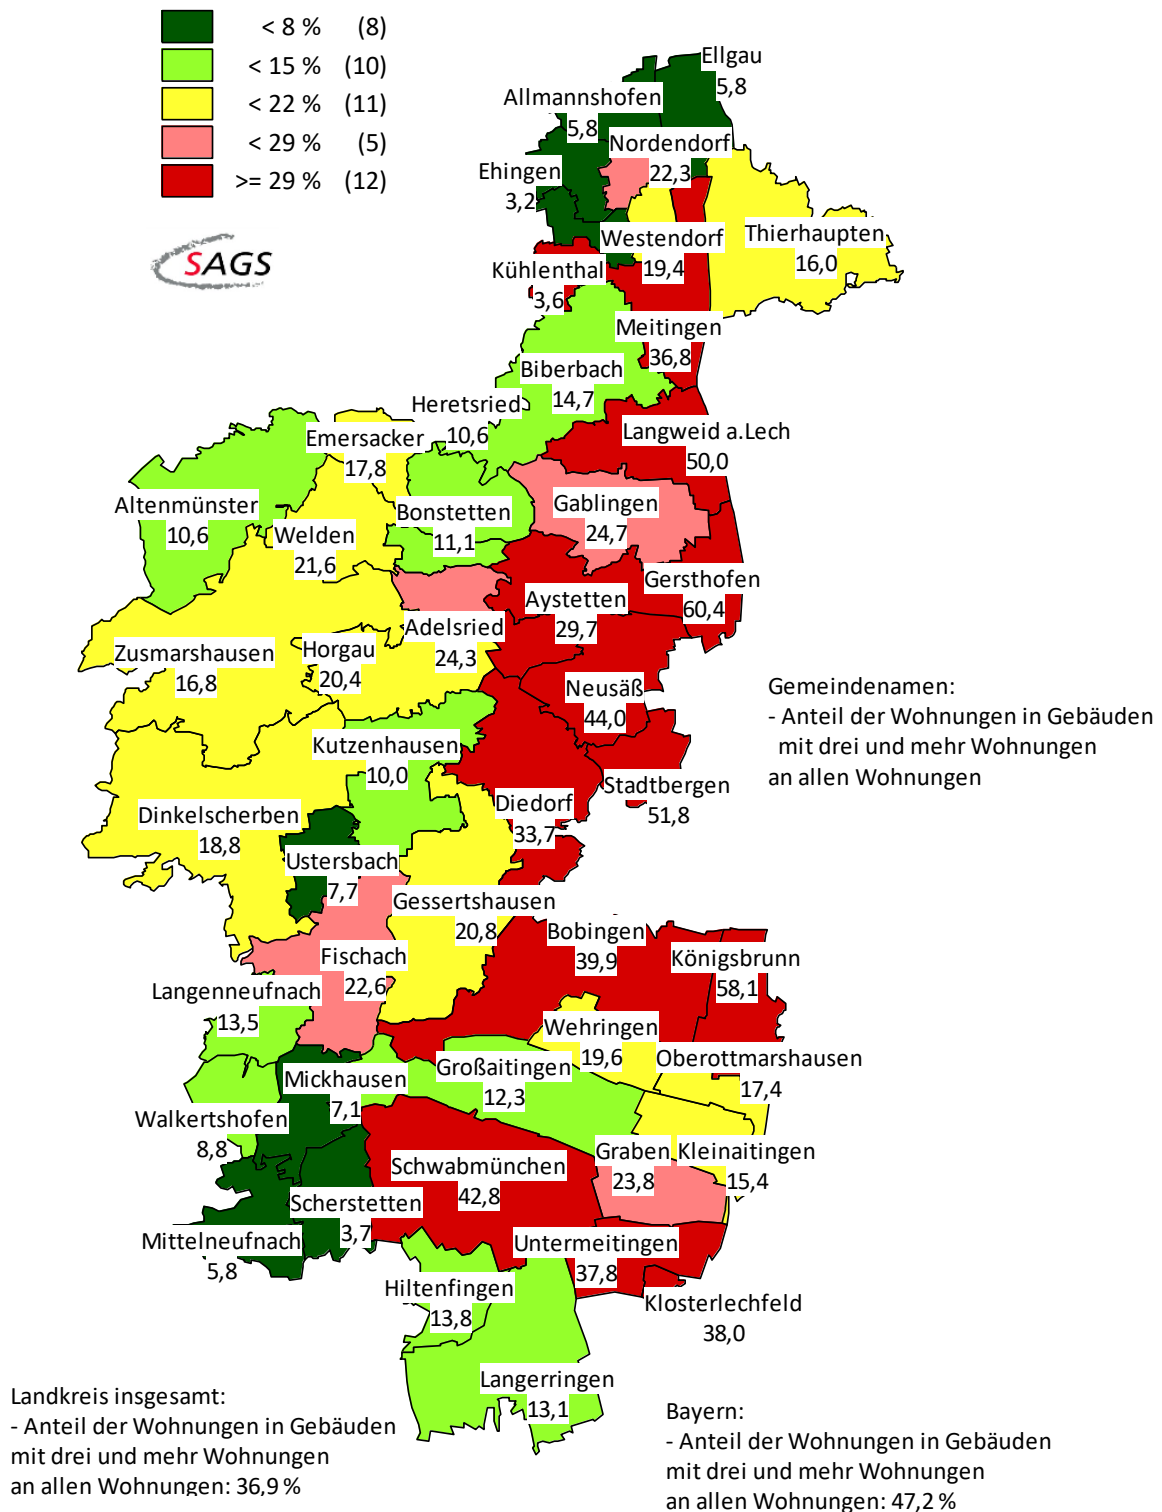 < 8 % (8)
< 15 % (10)
< 22 % (11)
< 29 % (5)
>= 29 % (12)
SAGS
Ellgau
5,8
Allmannshofen
5,8
Nordendorf
22,3
Ehingen
3,2
Westendorf
19,4
Thierhaupten
16,0
Kühlenthal
3,6
Meitingen
36,8
Biberbach
14,7
Heretsried
10,6
Emersacker
17,8
Langweid a.Lech
50,0
Altenmünster
10,6
Bonstetten
11,1
Gablingen
24,7
Welden
21,6
Gersthofen
60,4
Aystetten
29,7
Adelsried
24,3
Zusmarshausen
16,8
Horgau
20,4
Neusäß
44,0
Gemeindenamen:
- Anteil der Wohnungen in Gebäuden
mit drei und mehr Wohnungen
an allen Wohnungen
Kutzenhausen
10,0
Stadtbergen
51,8
Diedorf
33,7
Dinkelscherben
18,8
Ustersbach
7,7
Gessertshausen
20,8
Bobingen
39,9
Königsbrunn
58,1
Fischach
22,6
Langenneufnach
13,5
Wehringen
19,6
Oberottmarshausen
17,4
Großaitingen
12,3
Mickhausen
7,1
Walkertshofen
8,8
Graben
23,8
Kleinaitingen
15,4
Schwabmünchen
42,8
Scherstetten
3,7
Mittelneufnach
5,8
Untermeitingen
37,8
Hiltenfingen
13,8
Klosterlechfeld
38,0
Langerringen
13,1
Landkreis insgesamt:
- Anteil der Wohnungen in Gebäuden
mit drei und mehr Wohnungen
an allen Wohnungen: 36,9 %
Bayern:
- Anteil der Wohnungen in Gebäuden
mit drei und mehr Wohnungen
an allen Wohnungen: 47,2 %